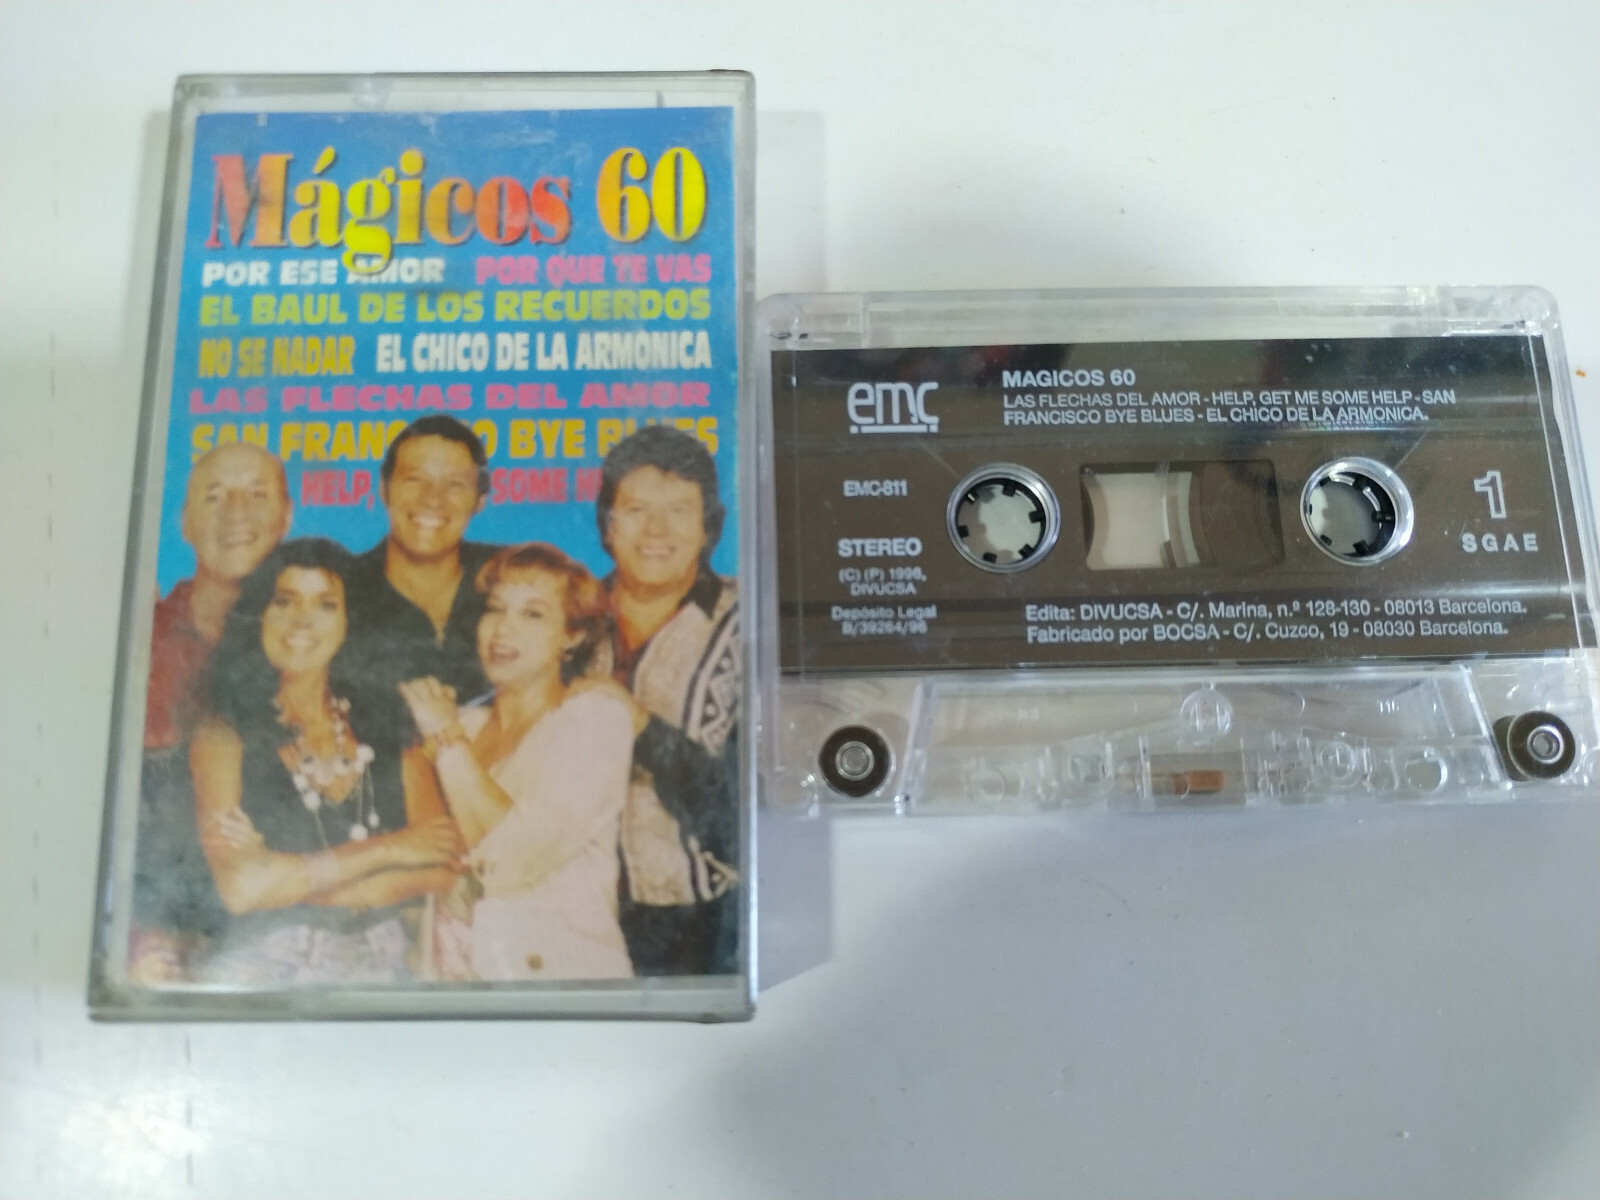 Mágicos 60
POR ESE AMOR POR QUE TE VAS
EL BAUL DE LOS RECUERDOS
NO SE NADAR EL CHICO DE LA ARMONICA
LAS FLECHAS DEL AMOR
SAN FRANCISCO BYE BLUES
HELP, SOME
emc
MAGICOS 60
LAS FLECHAS DEL AMOR - HELP, GET ME SOME HELP - SAN
FRANCISCO BYE BLUES - EL CHICO DE LA ARMONICA.
EMC-811
1
STEREO
SGAE
(C) (P) 1996,
DIVUCSA
Depósito Legal
B/39264/96
Edita: DIVUCSA - C/. Marina, n.º 128-130 - 08013 Barcelona.
Fabricado por BOCSA - C/. Cuzco, 19 - 08030 Barcelona.